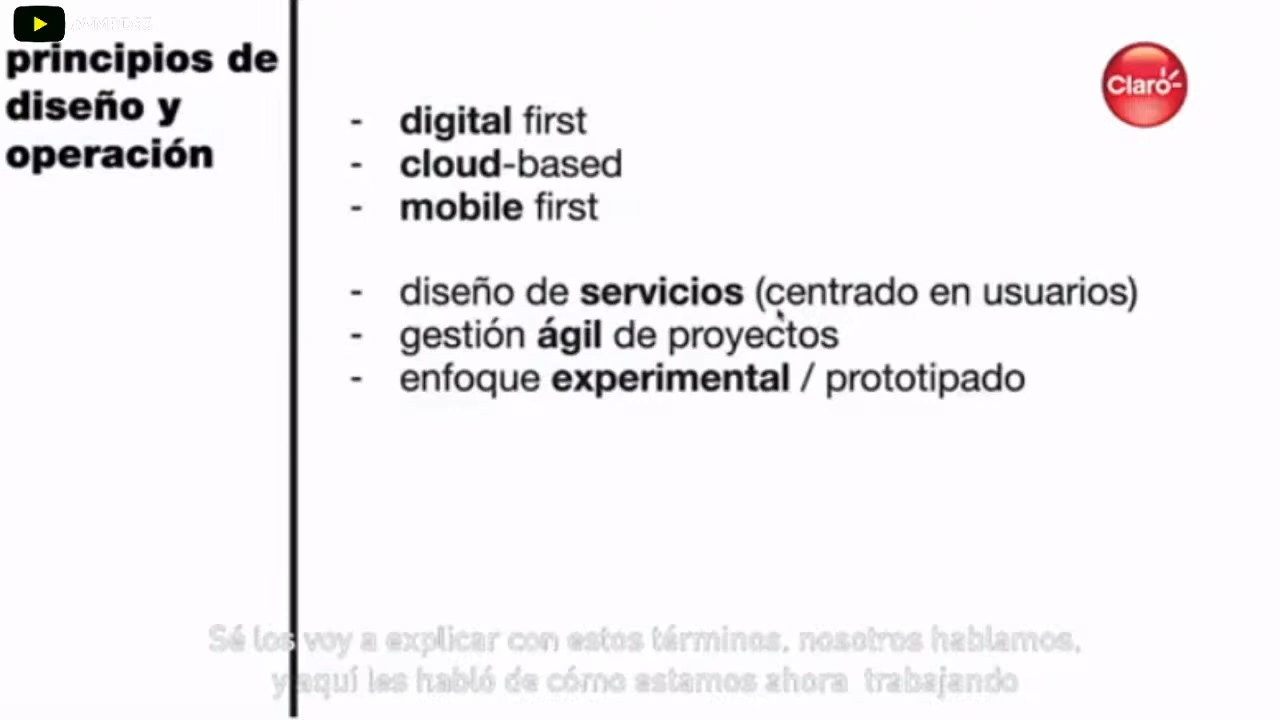 principios de
diseño y
operación
Claro-
- digital first
- cloud-based
- mobile first
- diseño de servicios (centrado en usuarios)
- gestión ágil de proyectos
- enfoque experimental / prototipado
Sé los voy a explicar con estos términos, nosotros hablamos,
y aquí les habló de cómo estamos ahora trabajando